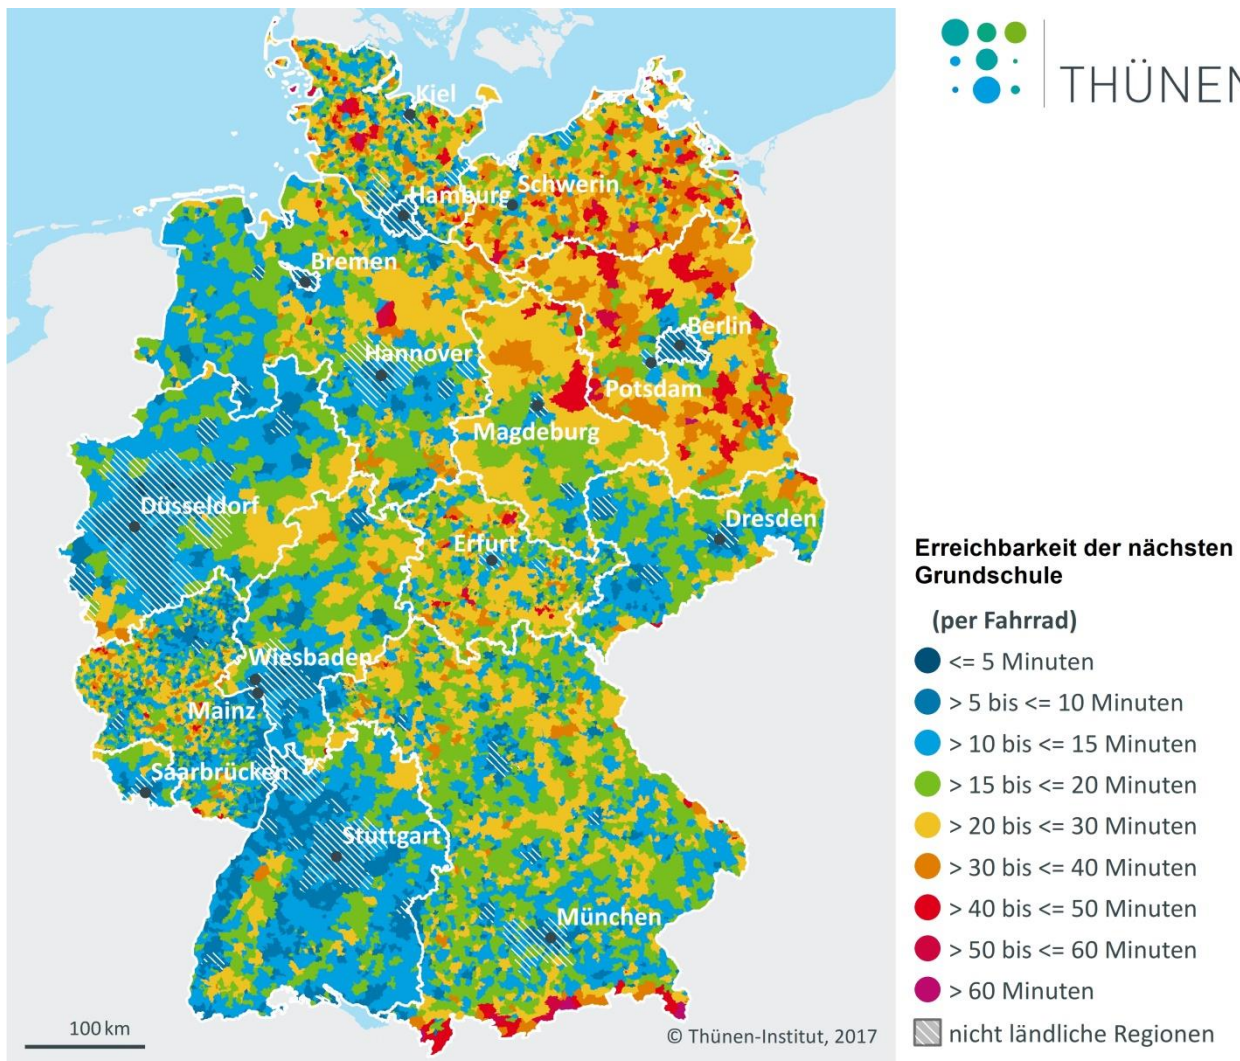 THÜNEN
Kiel
Schwerin
Hamburg
Bremen
Berlin
Hannover
Potsdam
Magdeburg
Düsseldorf
Dresden
Erfurt
Wiesbaden
Mainz
Saarbrücken
Stuttgart
München
100 km
© Thünen-Institut, 2017
Erreichbarkeit der nächsten
Grundschule
(per Fahrrad)
<= 5 Minuten
> 5 bis <= 10 Minuten
> 10 bis <= 15 Minuten
> 15 bis <= 20 Minuten
> 20 bis <= 30 Minuten
> 30 bis <= 40 Minuten
> 40 bis <= 50 Minuten
> 50 bis <= 60 Minuten
> 60 Minuten
nicht ländliche Regionen